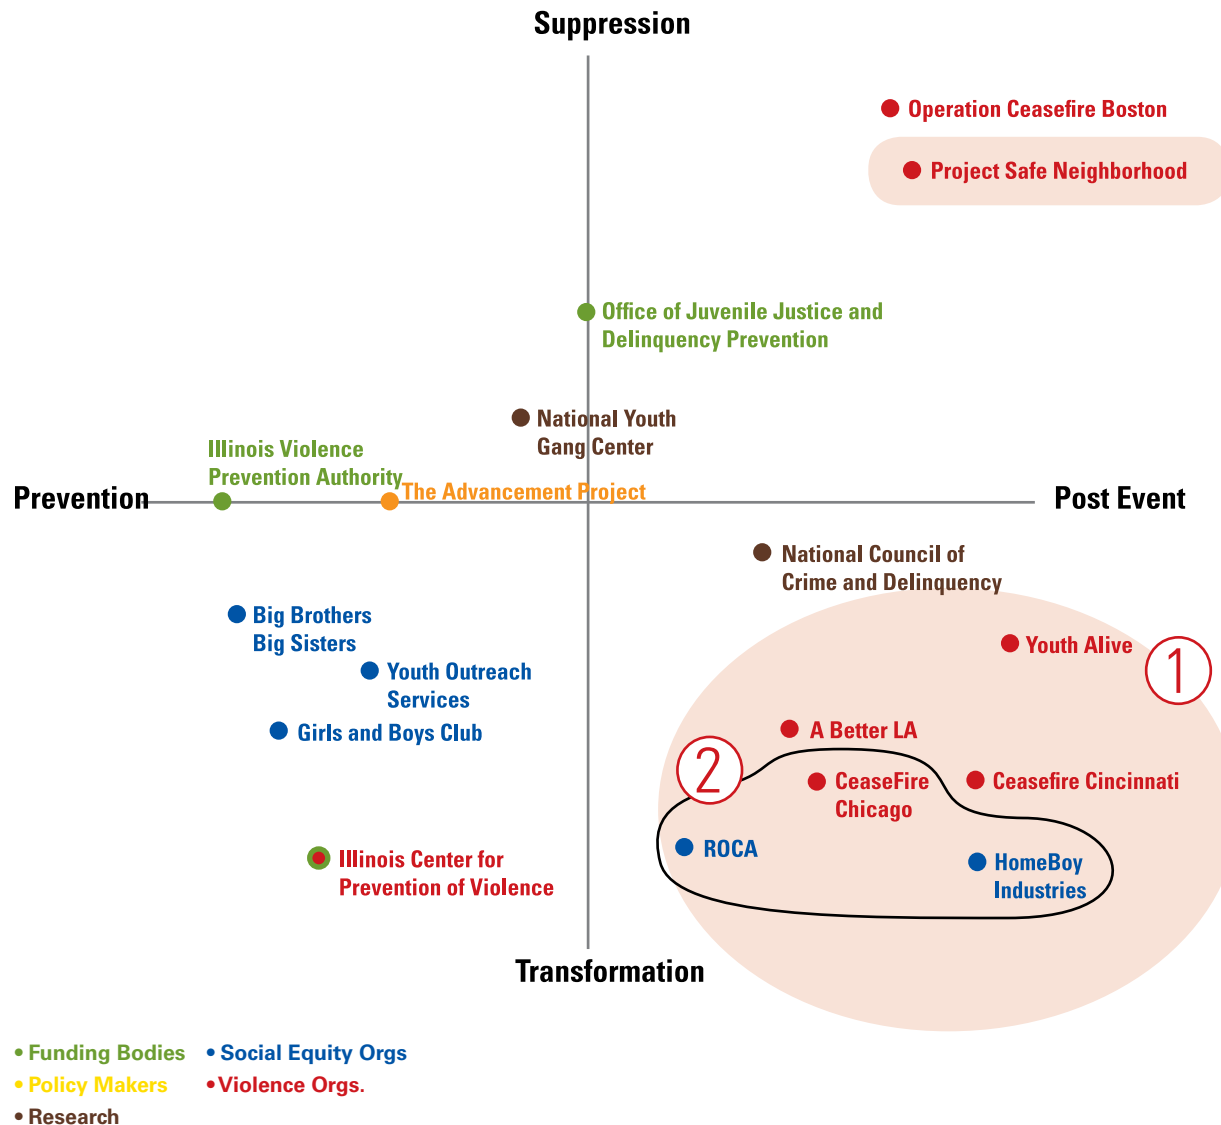 Suppression
Operation Ceasefire Boston
Project Safe Neighborhood
Office of Juvenile Justice and
Delinquency Prevention
National Youth
Gang Center
Illinois Violence
Prevention Authority
The Advancement Project
Prevention
Post Event
National Council of
Crime and Delinquency
Big Brothers
Big Sisters
Youth Outreach
Services
Girls and Boys Club
Youth Alive
1
A Better LA
2
CeaseFire
Chicago
Ceasefire Cincinnati
ROCA
HomeBoy
Industries
Illinois Center for
Prevention of Violence
Transformation
• Funding Bodies
• Social Equity Orgs
• Policy Makers
• Violence Orgs.
• Research